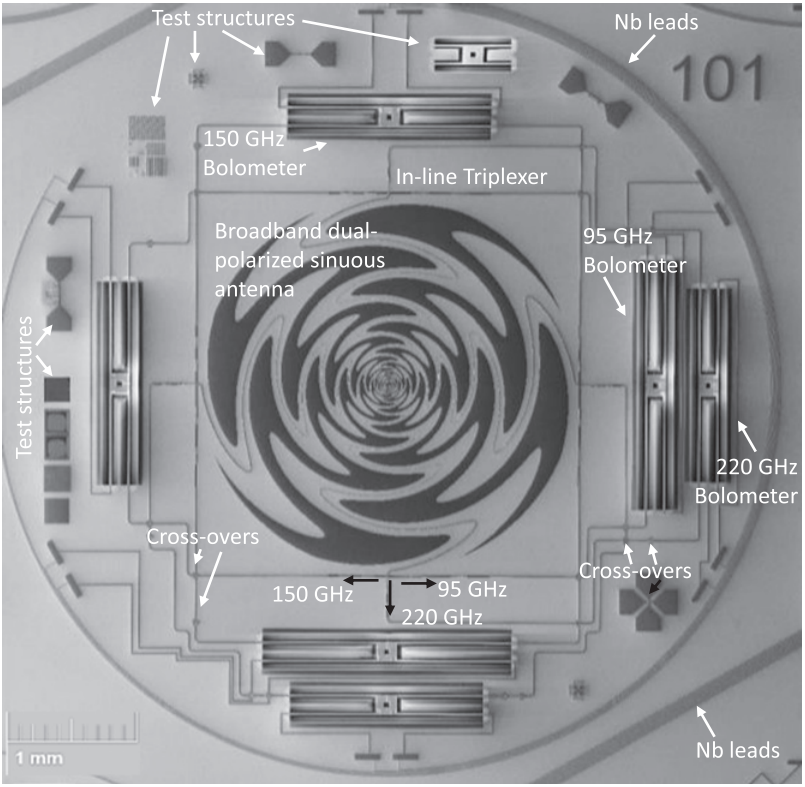 Test structures
Nb leads
101
150 GHz
Bolometer
In-line Triplexer
Broadband dual-
polarized sinuous
antenna
95 GHz
Bolometer
Test structures
220 GHz
Bolometer
Cross-overs
Cross-overs
150 GHz
95 GHz
220 GHz
Nb leads
1 mm